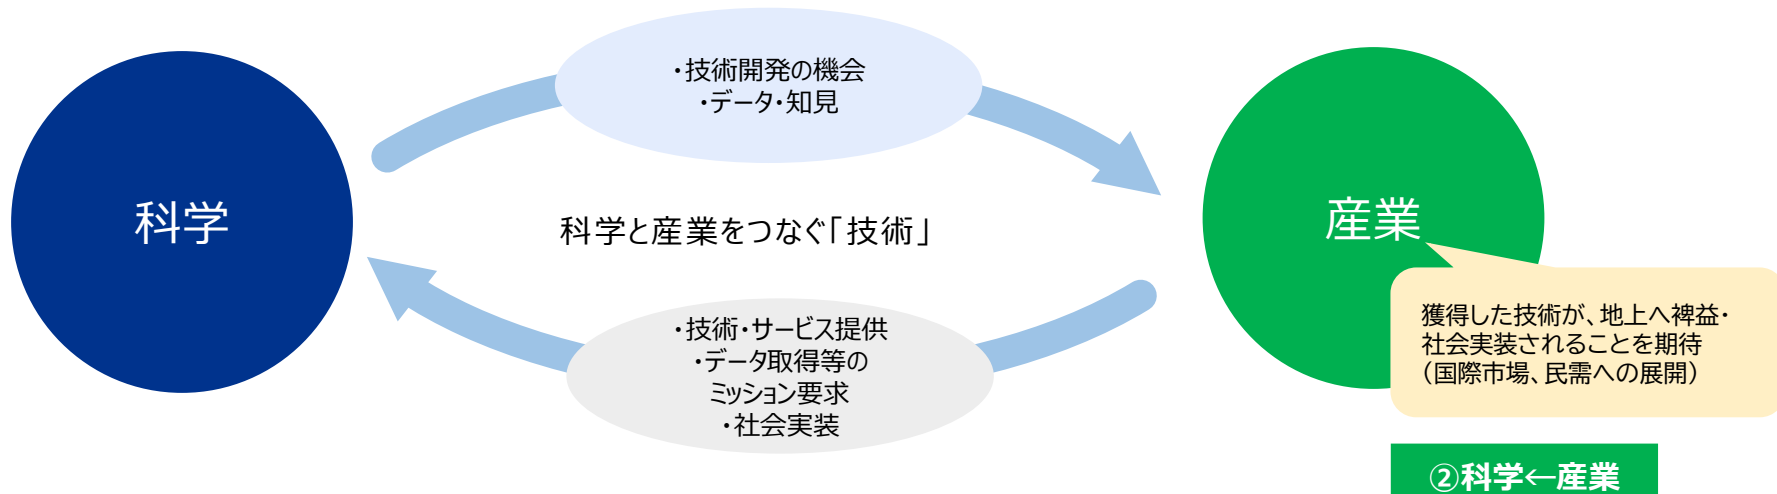 ・技術開発の機会
・データ・知見
科学
産業
科学と産業をつなぐ「技術」
・技術・サービス提供
・データ取得等の
ミッション要求
・社会実装
獲得した技術が、地上へ裨益・
社会実装されることを期待
（国際市場、民需への展開）
②科学←産業